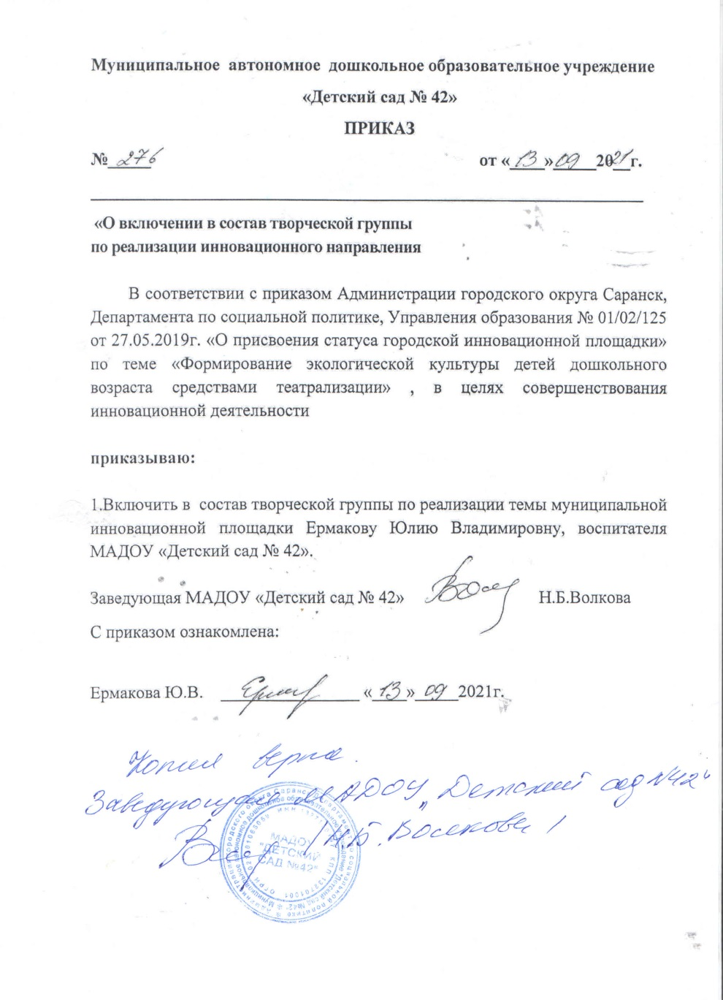 Муниципальное автономное дошкольное образовательное учреждение
«Детский сад № 42»
ПРИКАЗ
№ 276 от «13» 09 2021г.
«О включении в состав творческой группы
по реализации инновационного направления
В соответствии с приказом Администрации городского округа Саранск,
Департамента по социальной политике, Управления образования № 01/02/125
от 27.05.2019г. «О присвоения статуса городской инновационной площадки»
по теме «Формирование экологической культуры детей дошкольного
возраста средствами театрализации» , в целях совершенствования
инновационной деятельности
приказываю:
1.Включить в состав творческой группы по реализации темы муниципальной
инновационной площадки Ермакову Юлию Владимировну, воспитателя
МАДОУ «Детский сад № 42».
Заведующая МАДОУ «Детский сад № 42» Н.Б.Волкова
С приказом ознакомлена:
Ермакова Ю.В. «13» 09 2021г.
Копия верна.
Заведующая МАДОУ „Детский сад №42"
/Н.Б. Волкова/
МАДОУ
"ДЕТСКИЙ
САД №42"